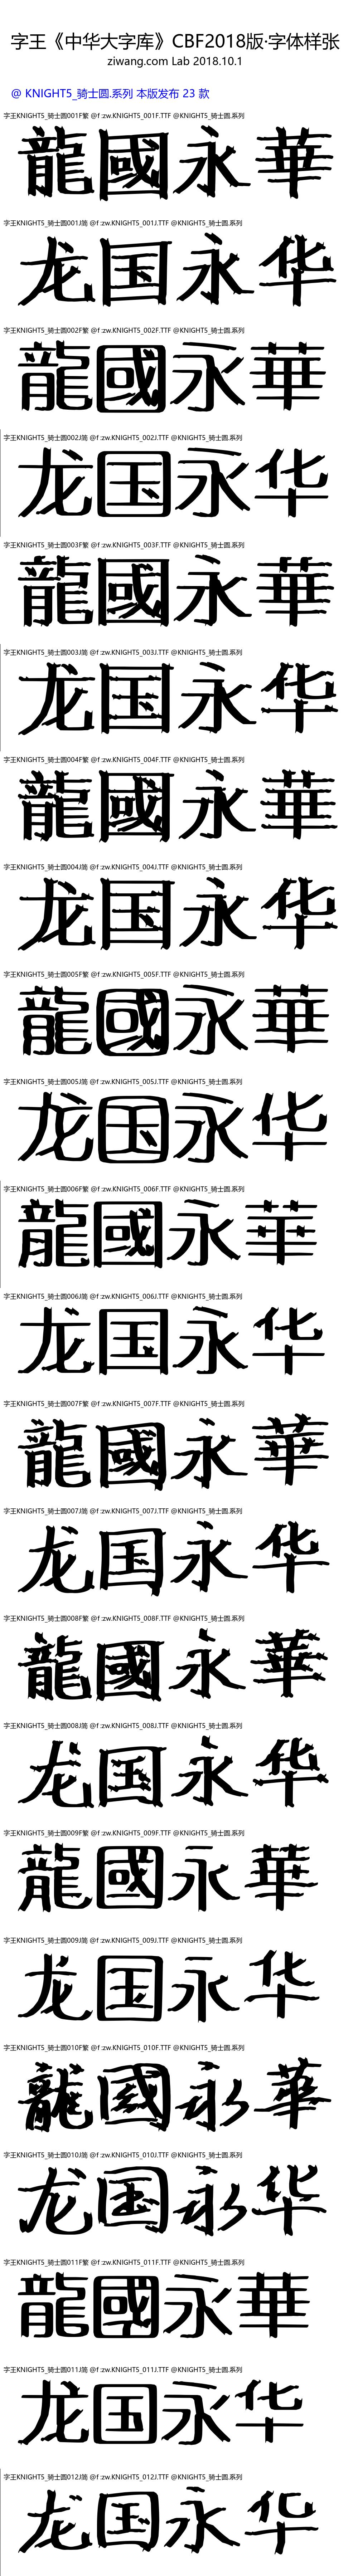 字王《中华大字库》CBF2018版·字体样张
ziwang.com Lab 2018.10.1
@ KNIGHT5_骑士圆.系列 本版发布 23 款
字王KNIGHT5_骑士圆001F繁 @f :zw.KNIGHT5_001F.TTF @KNIGHT5_骑士圆.系列
龍國永華
字王KNIGHT5_骑士圆001J简 @f :zw.KNIGHT5_001J.TTF @KNIGHT5_骑士圆.系列
龙国永华
字王KNIGHT5_骑士圆002F繁 @f :zw.KNIGHT5_002F.TTF @KNIGHT5_骑士圆.系列
龍國永華
字王KNIGHT5_骑士圆002J简 @f :zw.KNIGHT5_002J.TTF @KNIGHT5_骑士圆.系列
龙国永华
字王KNIGHT5_骑士圆003F繁 @f :zw.KNIGHT5_003F.TTF @KNIGHT5_骑士圆.系列
龍國永華
字王KNIGHT5_骑士圆003J简 @f :zw.KNIGHT5_003J.TTF @KNIGHT5_骑士圆.系列
龙国永华
字王KNIGHT5_骑士圆004F繁 @f :zw.KNIGHT5_004F.TTF @KNIGHT5_骑士圆.系列
龍國永華
字王KNIGHT5_骑士圆004J简 @f :zw.KNIGHT5_004J.TTF @KNIGHT5_骑士圆.系列
龙国永华
字王KNIGHT5_骑士圆005F繁 @f :zw.KNIGHT5_005F.TTF @KNIGHT5_骑士圆.系列
龍國永華
字王KNIGHT5_骑士圆005J简 @f :zw.KNIGHT5_005J.TTF @KNIGHT5_骑士圆.系列
龙国永华
字王KNIGHT5_骑士圆006F繁 @f :zw.KNIGHT5_006F.TTF @KNIGHT5_骑士圆.系列
龍國永華
字王KNIGHT5_骑士圆006J简 @f :zw.KNIGHT5_006J.TTF @KNIGHT5_骑士圆.系列
龙国永华
字王KNIGHT5_骑士圆007F繁 @f :zw.KNIGHT5_007F.TTF @KNIGHT5_骑士圆.系列
龍國永華
字王KNIGHT5_骑士圆007J简 @f :zw.KNIGHT5_007J.TTF @KNIGHT5_骑士圆.系列
龙国永华
字王KNIGHT5_骑士圆008F繁 @f :zw.KNIGHT5_008F.TTF @KNIGHT5_骑士圆.系列
龍國永華
字王KNIGHT5_骑士圆008J简 @f :zw.KNIGHT5_008J.TTF @KNIGHT5_骑士圆.系列
龙国永华
字王KNIGHT5_骑士圆009F繁 @f :zw.KNIGHT5_009F.TTF @KNIGHT5_骑士圆.系列
龍國永華
字王KNIGHT5_骑士圆009J简 @f :zw.KNIGHT5_009J.TTF @KNIGHT5_骑士圆.系列
龙国永华
字王KNIGHT5_骑士圆010F繁 @f :zw.KNIGHT5_010F.TTF @KNIGHT5_骑士圆.系列
龍國永華
字王KNIGHT5_骑士圆010J简 @f :zw.KNIGHT5_010J.TTF @KNIGHT5_骑士圆.系列
龙国永华
字王KNIGHT5_骑士圆011F繁 @f :zw.KNIGHT5_011F.TTF @KNIGHT5_骑士圆.系列
龍國永華
字王KNIGHT5_骑士圆011J简 @f :zw.KNIGHT5_011J.TTF @KNIGHT5_骑士圆.系列
龙国永华
字王KNIGHT5_骑士圆012J简 @f :zw.KNIGHT5_012J.TTF @KNIGHT5_骑士圆.系列
龙国永华